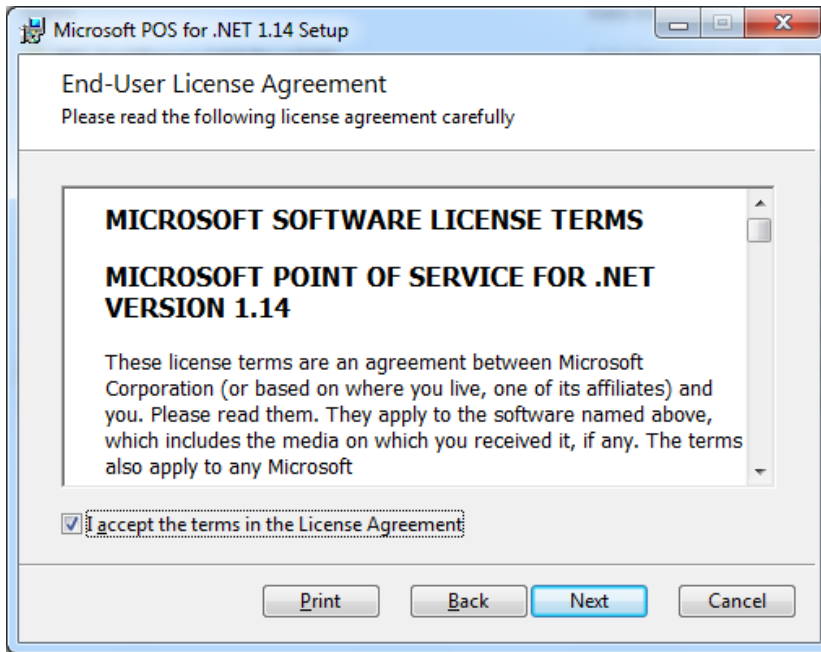 Microsoft POS for .NET 1.14 Setup
End-User License Agreement
Please read the following license agreement carefully
MICROSOFT SOFTWARE LICENSE TERMS
MICROSOFT POINT OF SERVICE FOR .NET
VERSION 1.14
These license terms are an agreement between Microsoft
Corporation (or based on where you live, one of its affiliates) and
you. Please read them. They apply to the software named above,
which includes the media on which you received it, if any. The terms
also apply to any Microsoft
I accept the terms in the License Agreement
Print Back Next Cancel